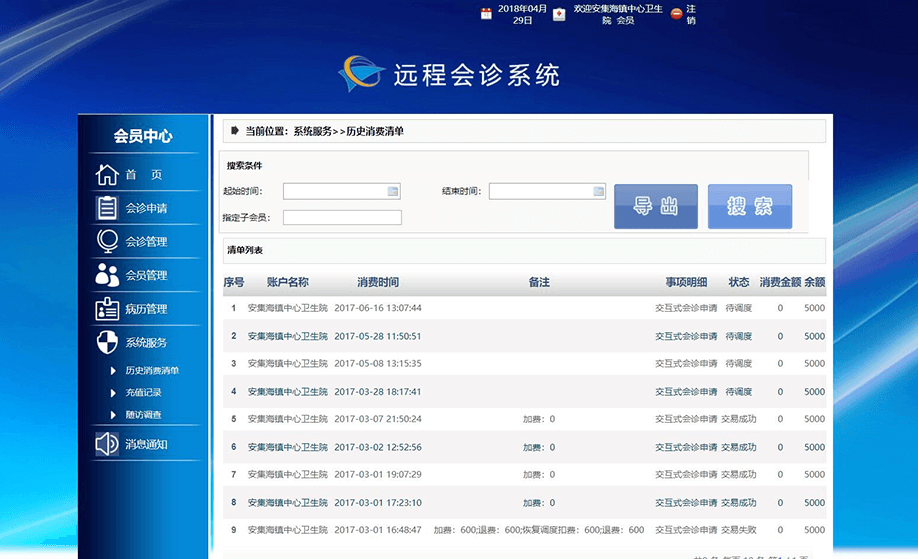 2018年04月29日 欢迎安集海镇中心卫生院 会员 注销
远程会诊系统
会员中心
首 页
会诊申请
会诊管理
会员管理
病历管理
系统服务
历史消费清单
充值记录
随访调查
消息通知
当前位置：系统服务>>历史消费清单
搜索条件
起始时间： 结束时间：
指定子会员：
导 出 搜 索
清单列表
序号 账户名称 消费时间 备注 事项明细 状态 消费金额 余额
1 安集海镇中心卫生院 2017-06-16 13:07:44 交互式会诊申请 待调度 0 5000
2 安集海镇中心卫生院 2017-05-28 11:50:51 交互式会诊申请 待调度 0 5000
3 安集海镇中心卫生院 2017-05-08 13:15:35 交互式会诊申请 待调度 0 5000
4 安集海镇中心卫生院 2017-03-28 18:17:41 交互式会诊申请 待调度 0 5000
5 安集海镇中心卫生院 2017-03-07 21:50:24 加费：0 交互式会诊申请 交易成功 0 5000
6 安集海镇中心卫生院 2017-03-02 12:52:56 加费：0 交互式会诊申请 交易成功 0 5000
7 安集海镇中心卫生院 2017-03-01 19:07:29 加费：0 交互式会诊申请 交易成功 0 5000
8 安集海镇中心卫生院 2017-03-01 17:23:10 加费：0 交互式会诊申请 交易成功 0 5000
9 安集海镇中心卫生院 2017-03-01 16:48:47 加费：600;退费：600;恢复调度扣费：600;退费：600 交互式会诊申请 交易失败 0 5000